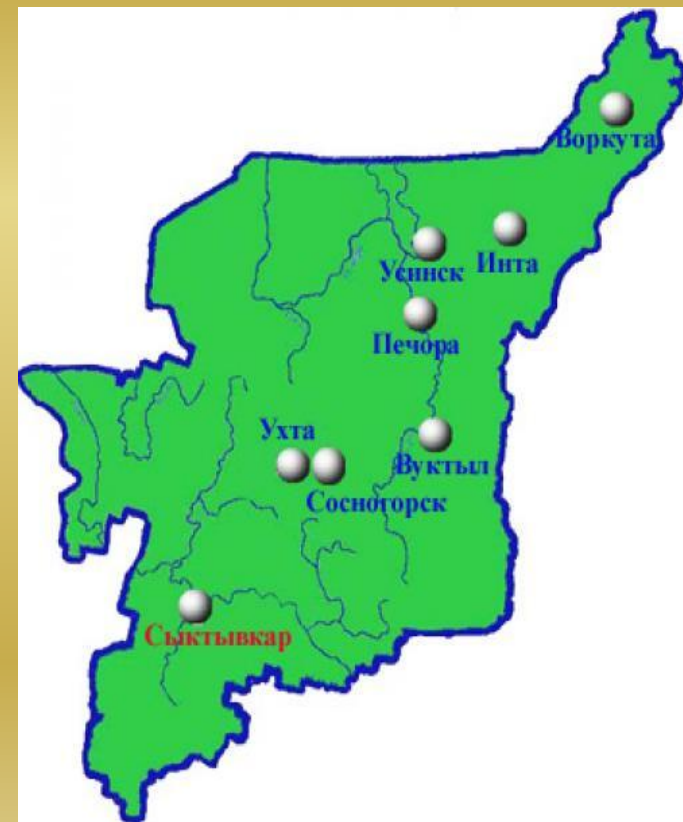 Воркута
Усинск
Инта
Печора
Ухта
Вуктыл
Сосногорск
Сыктывкар